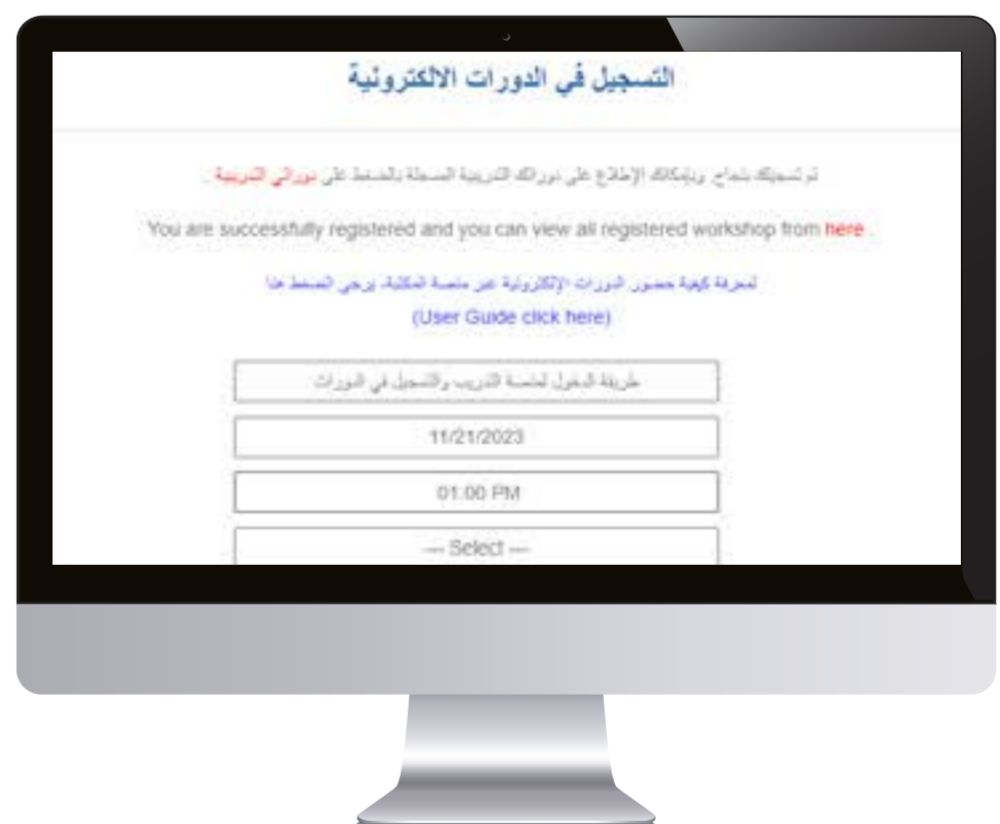 التسجيل في الدورات الالكترونية
تم تسجيلك بنجاح. وبإمكانك الإطلاع على دوراتك التدريبية المسجلة بالضغط على دوراتي التدريبية .
You are successfully registered and you can view all registered workshop from here .
لمعرفة كيفية حضور الدورات الإلكترونية عبر منصة المكتبة، يرجى الضغط هنا
(User Guide click here)
طريقة الدخول لمنصة التدريب والتسجيل في الدورات
11/21/2023
01:00 PM
--- Select ---